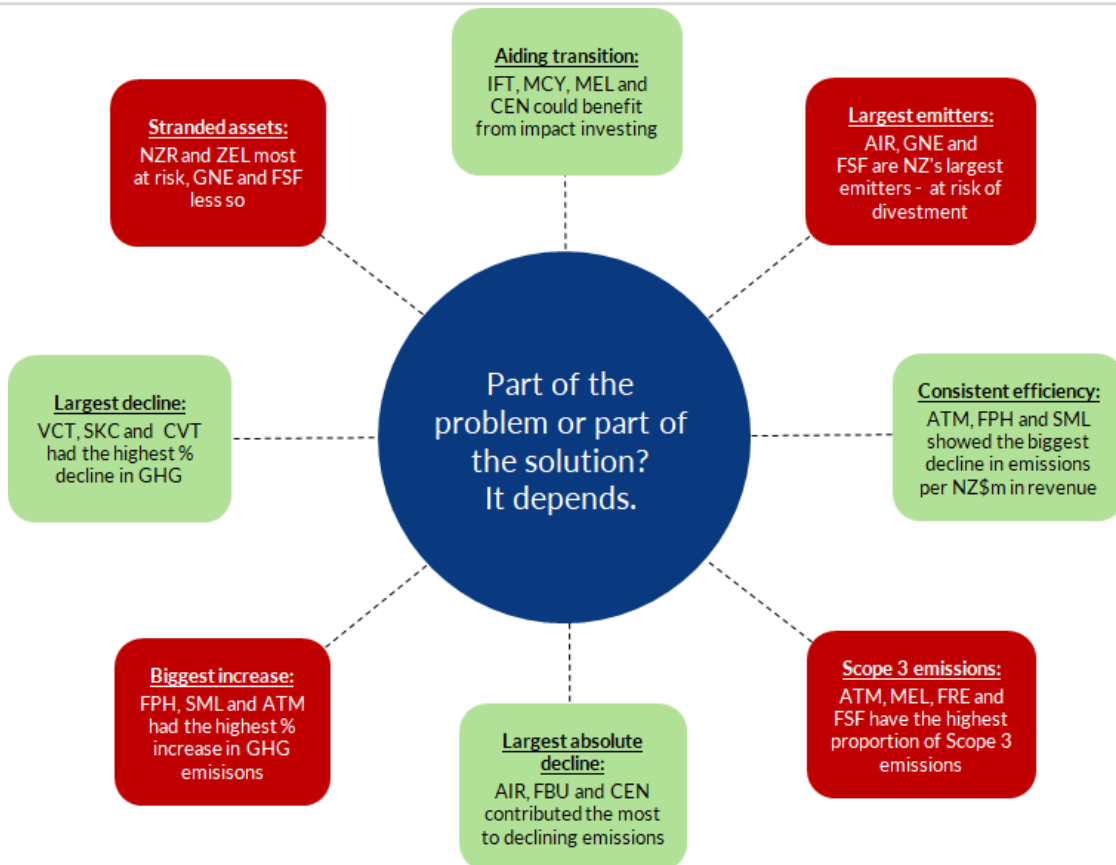 Aiding transition:
IFT, MCY, MEL and
CEN could benefit
from impact investing
Stranded assets:
NZR and ZEL most
at risk, GNE and FSF
less so
Largest emitters:
AIR, GNE and
FSF are NZ's largest
emitters - at risk of
divestment
Largest decline:
VCT, SKC and CVT
had the highest %
decline in GHG
Part of the
problem or part of
the solution?
It depends.
Consistent efficiency:
ATM, FPH and SML
showed the biggest
decline in emissions
per NZ$m in revenue
Biggest increase:
FPH, SML and ATM
had the highest %
increase in GHG
emisisons
Largest absolute
decline:
AIR, FBU and CEN
contributed the most
to declining emissions
Scope 3 emissions:
ATM, MEL, FRE and
FSF have the highest
proportion of Scope 3
emissions